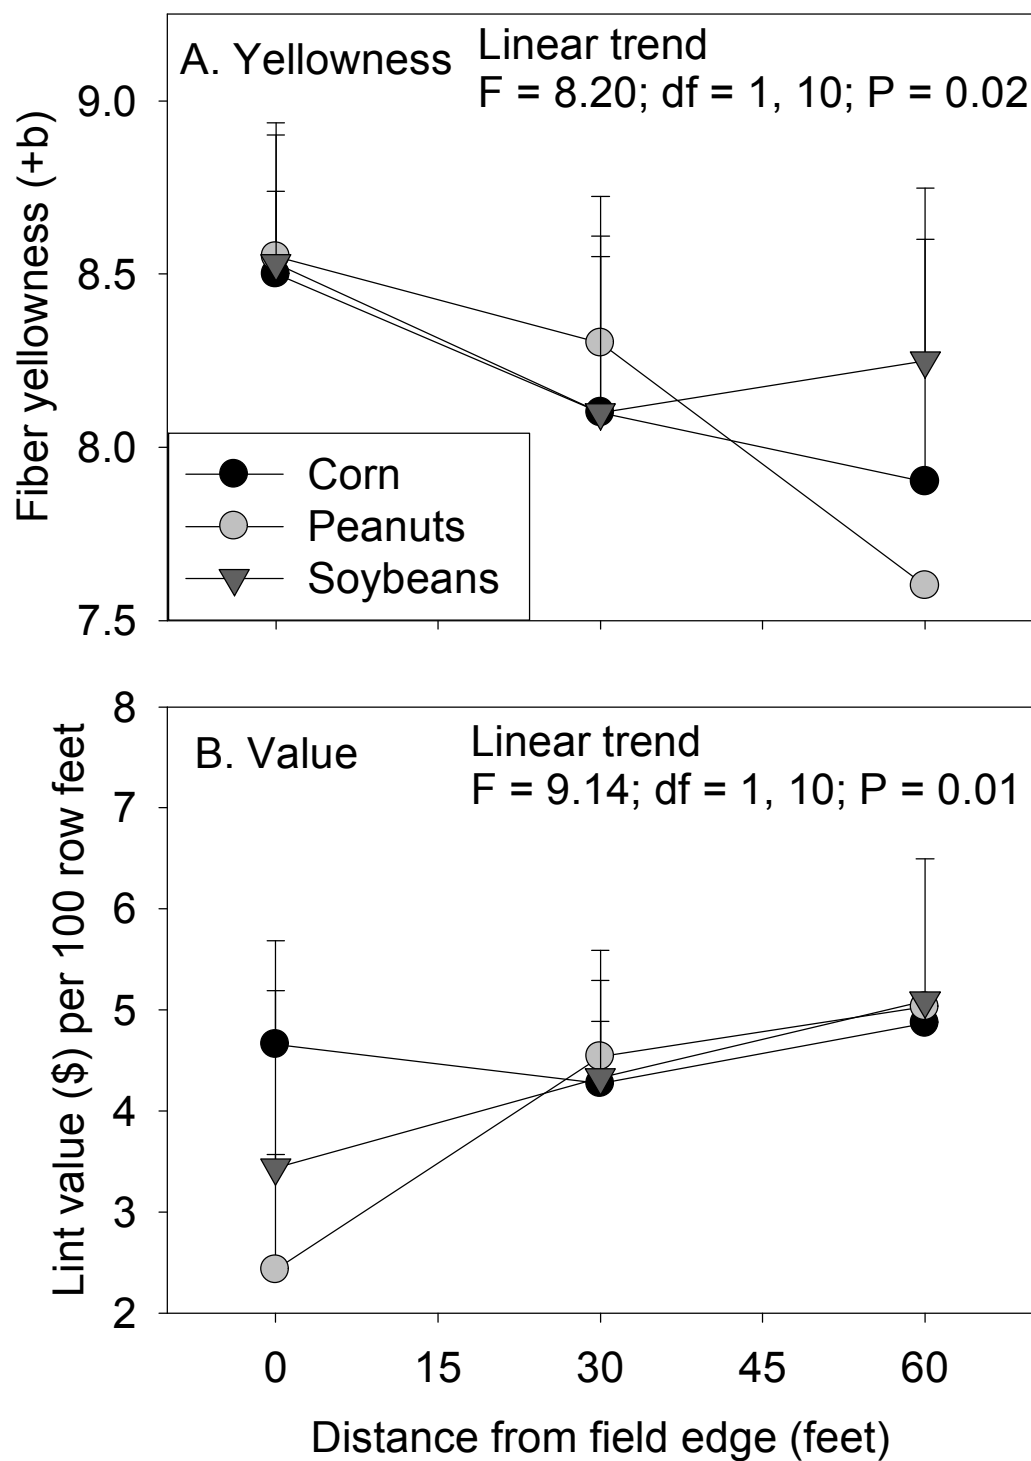 A. Yellowness
Linear trend
F = 8.20; df = 1, 10; P = 0.02
Fiber yellowness (+b)
9.0
8.5
8.0
7.5
Corn
Peanuts
Soybeans
B. Value
Linear trend
F = 9.14; df = 1, 10; P = 0.01
Lint value ($) per 100 row feet
8
7
6
5
4
3
2
0 15 30 45 60
Distance from field edge (feet)